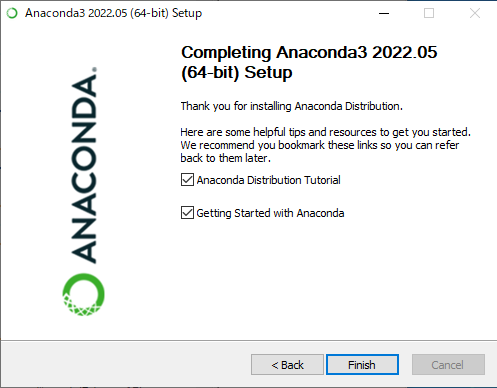 Anaconda3 2022.05 (64-bit) Setup
Completing Anaconda3 2022.05
(64-bit) Setup
Thank you for installing Anaconda Distribution.
Here are some helpful tips and resources to get you started.
We recommend you bookmark these links so you can refer
back to them later.
Anaconda Distribution Tutorial
Getting Started with Anaconda
ANACONDA.
< Back
Finish
Cancel